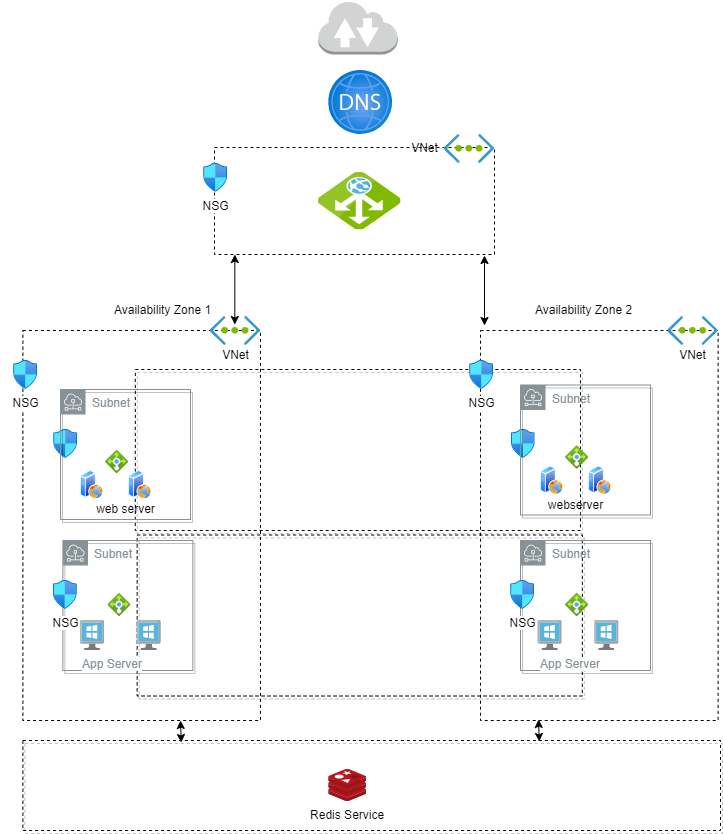 DNS
VNet
NSG
Availability Zone 1
Availability Zone 2
VNet
VNet
NSG
NSG
Subnet
Subnet
web server
webserver
Subnet
Subnet
NSG
NSG
App Server
App Server
Redis Service